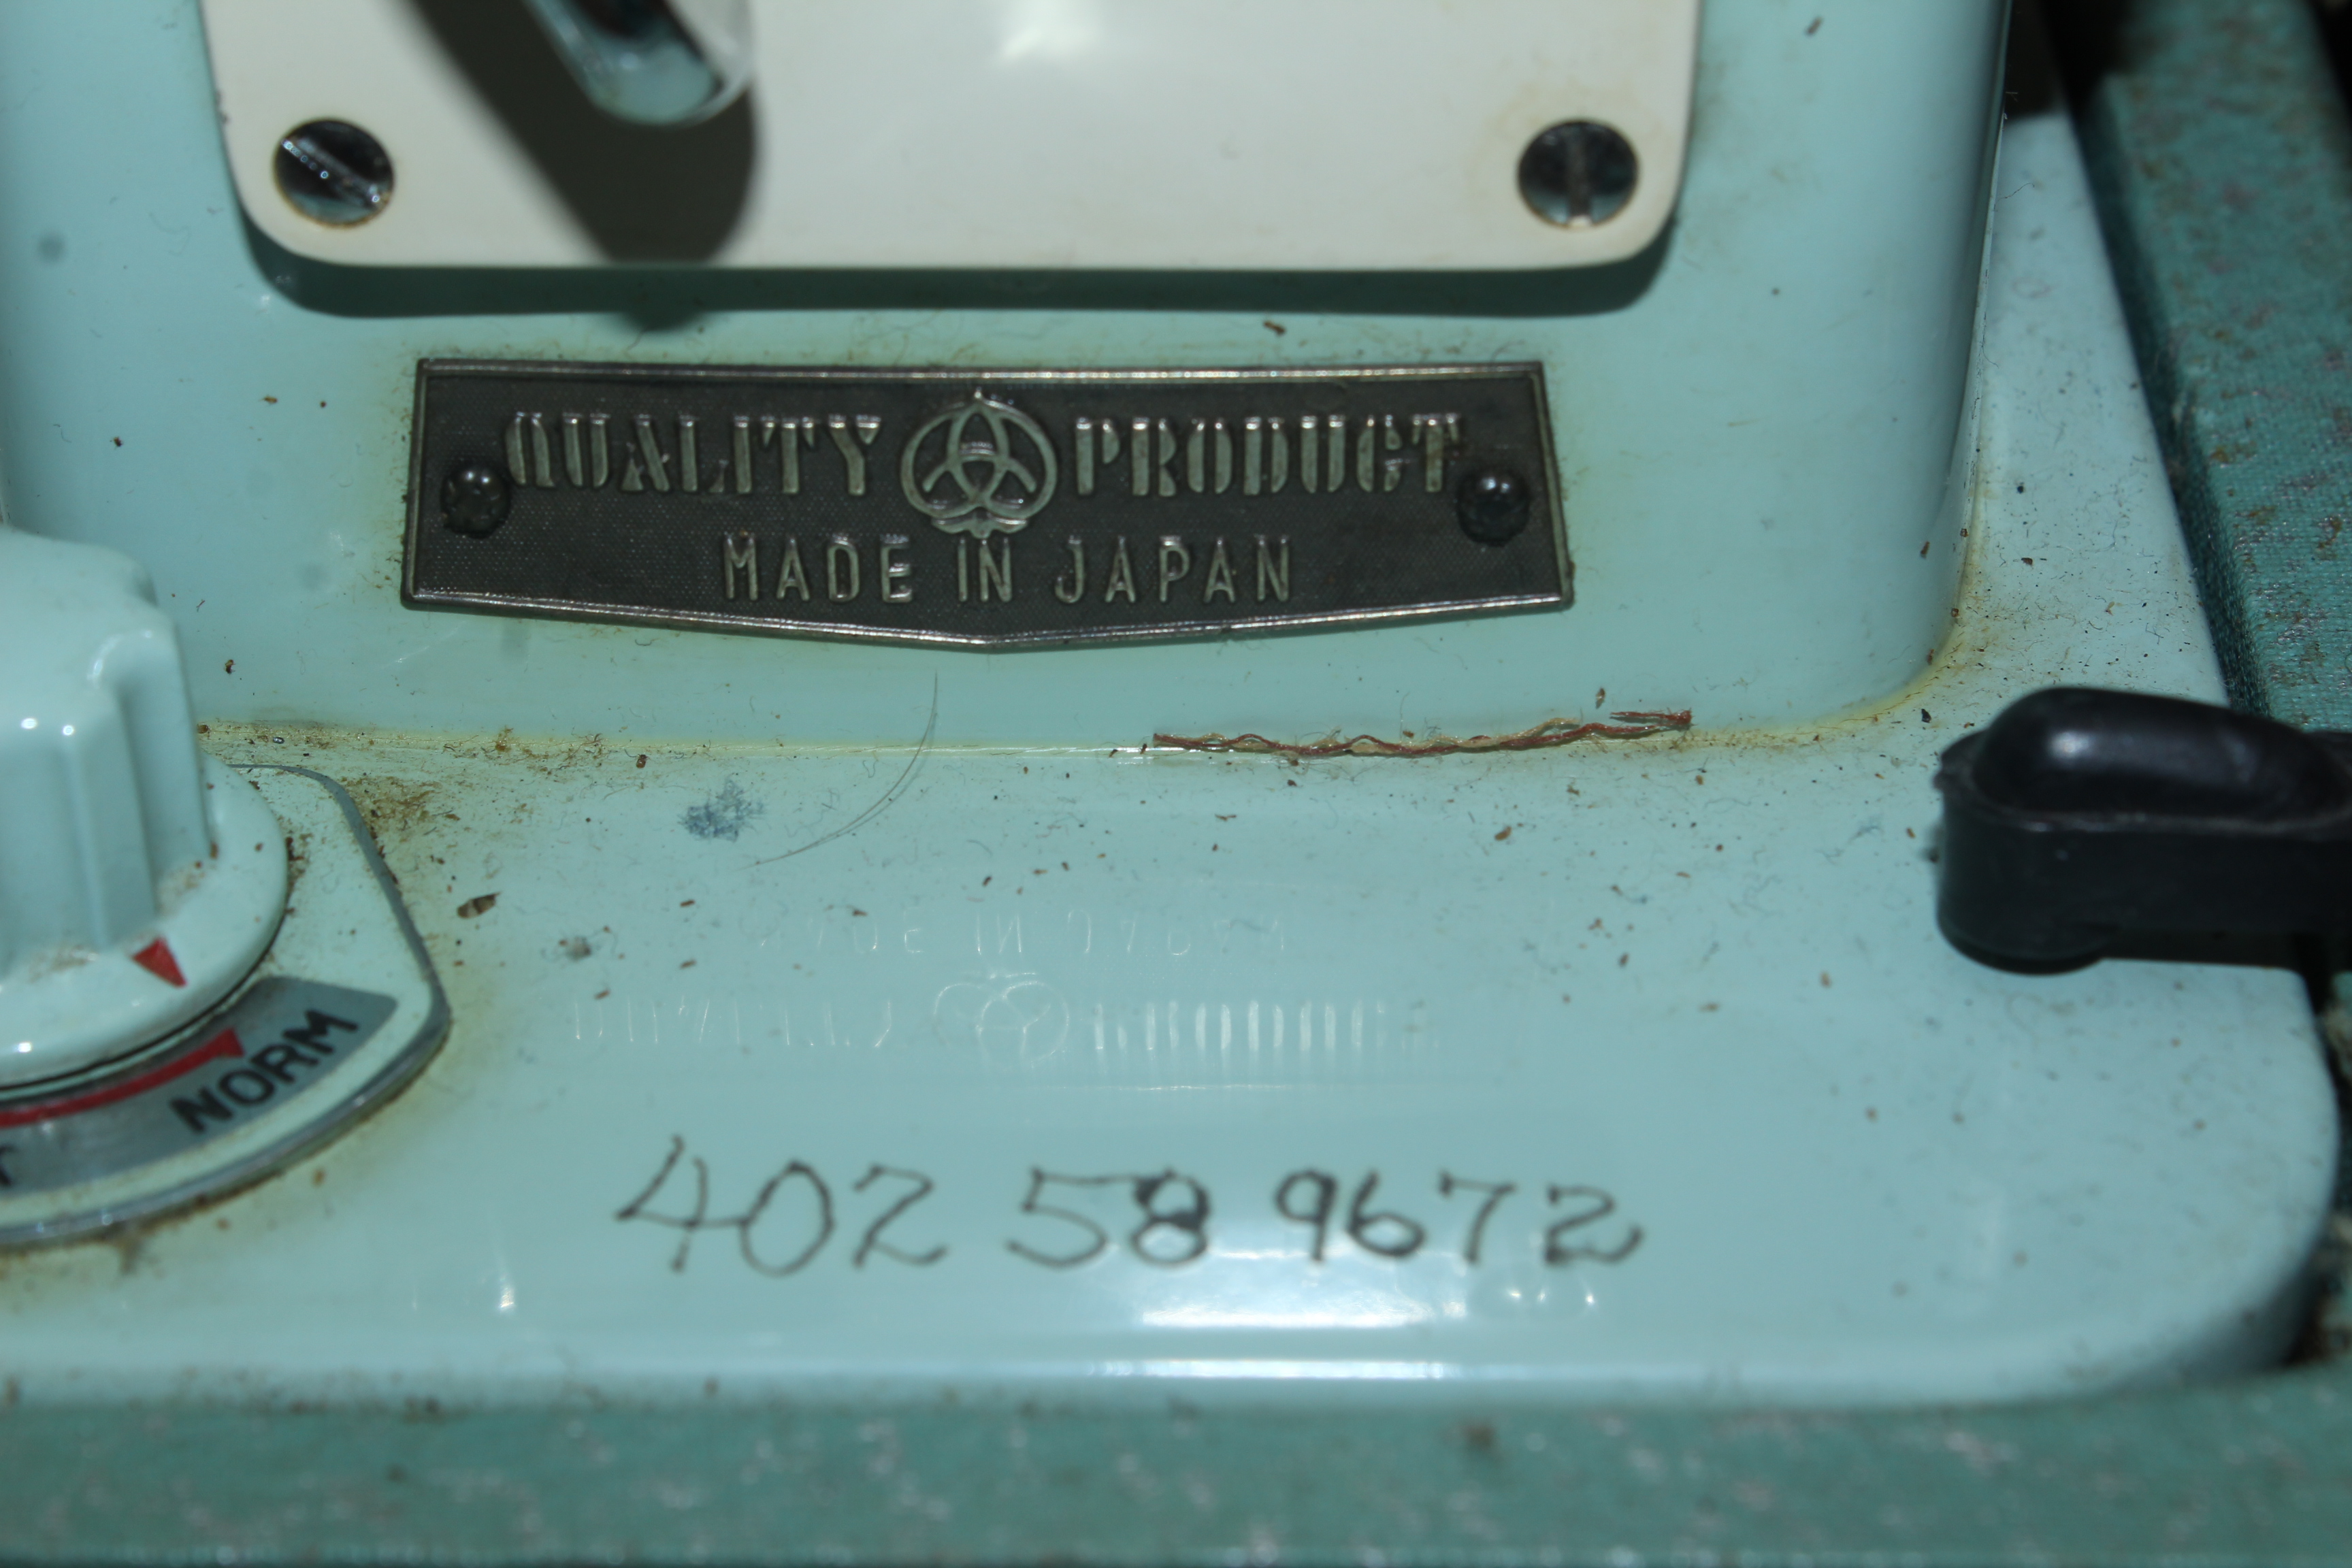 QUALITY PRODUCT
MADE IN JAPAN
NORM
402 58 9672